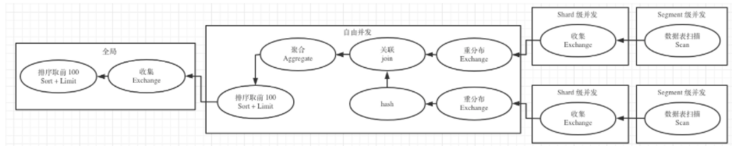 全局
排序取前 100
Sort + Limit
收集
Exchange
自由并发
聚合
Aggregate
关联
join
重分布
Exchange
排序取前 100
Sort + Limit
hash
重分布
Exchange
Shard 级并发
收集
Exchange
Segment 级并发
数据表扫描
Scan
Shard 级并发
收集
Exchange
Segment 级并发
数据表扫描
Scan